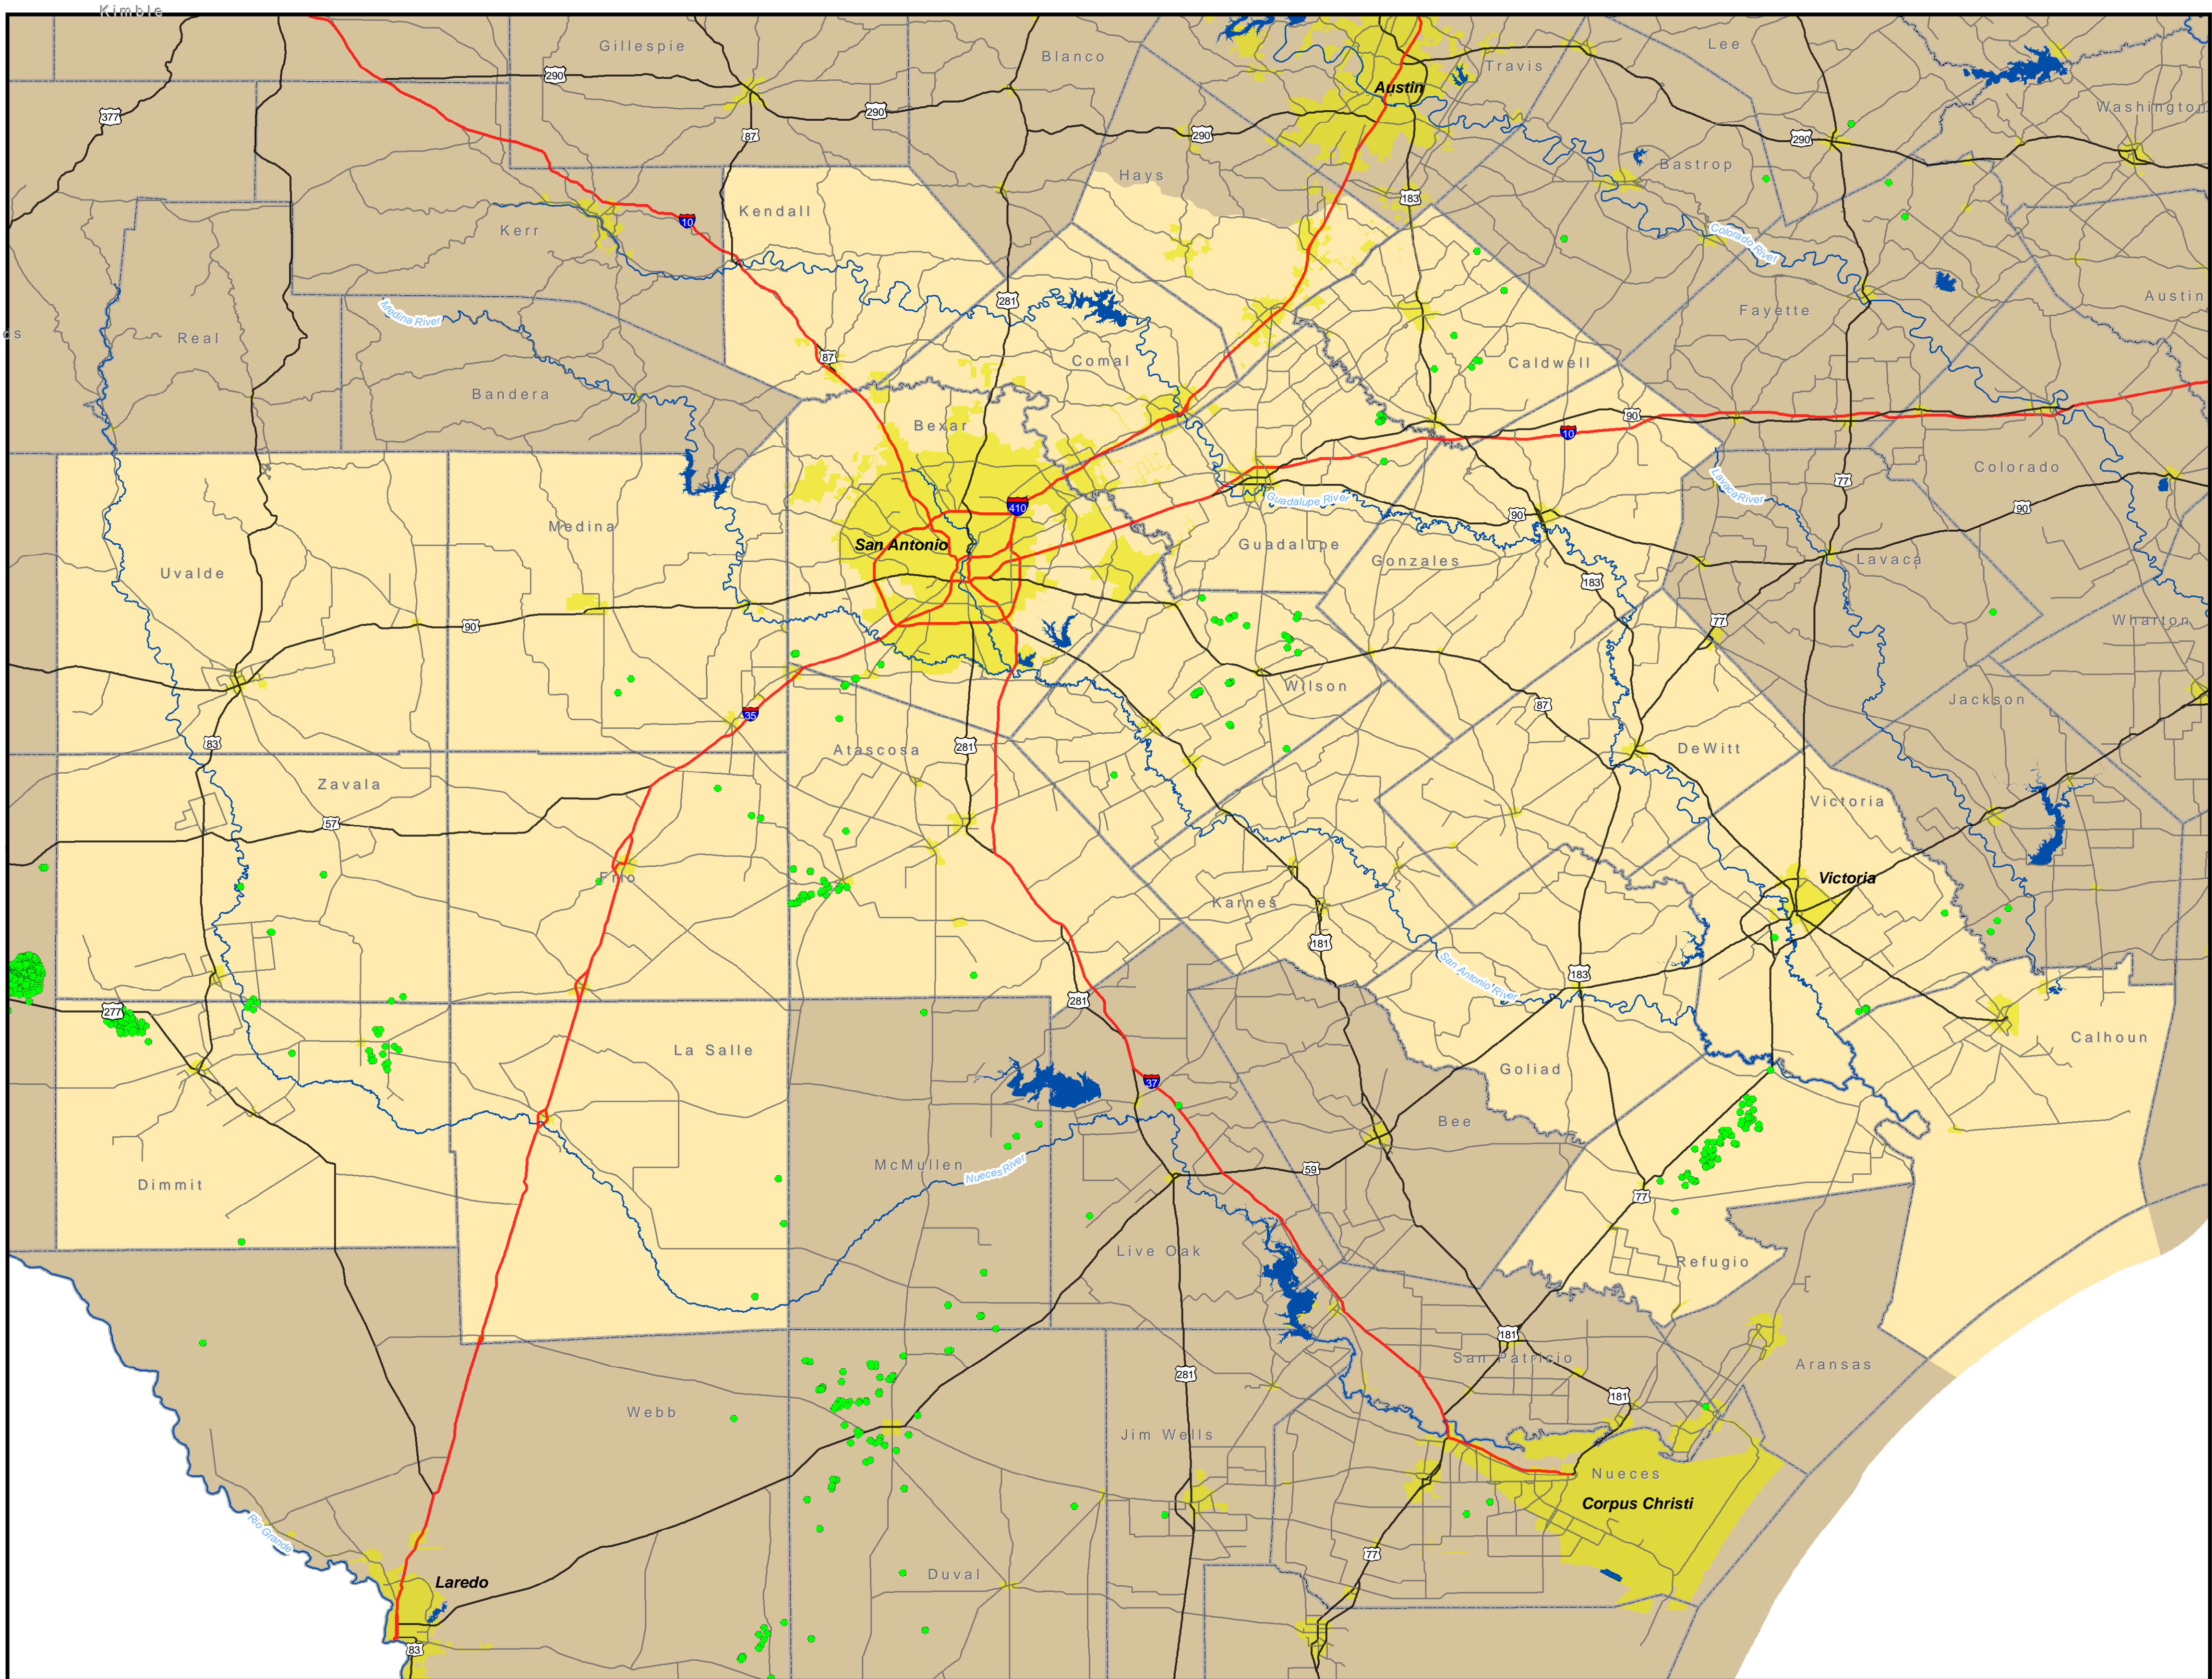 Kimble
Gillespie
Blanco
Lee
Travis
290
Austin
377
87
290
290
290
Washington
Hays
Bastrop
183
Kendall
10
Kerr
Colorado River
281
Austin
Medina River
Fayette
ds
Real
87
Comal
Caldwell
Bandera
90
Bexar
10
Lavaca River
Colorado
77
Guadalupe River
410
90
90
Medina
San Antonio
Guadalupe
Gonzales
Lavaca
Uvalde
183
90
77
Wharton
Wilson
Jackson
87
35
83
281
Atascosa
DeWitt
Zavala
Victoria
57
Frio
Victoria
Karnes
181
San Antonio River
183
281
277
Calhoun
La Salle
Goliad
37
Bee
McMullen
59
Nueces River
Dimmit
77
Live Oak
Refugio
181
San Patricio
Aransas
281
181
Webb
Jim Wells
Nueces
Corpus Christi
Rio Grande
77
Duval
Laredo
83